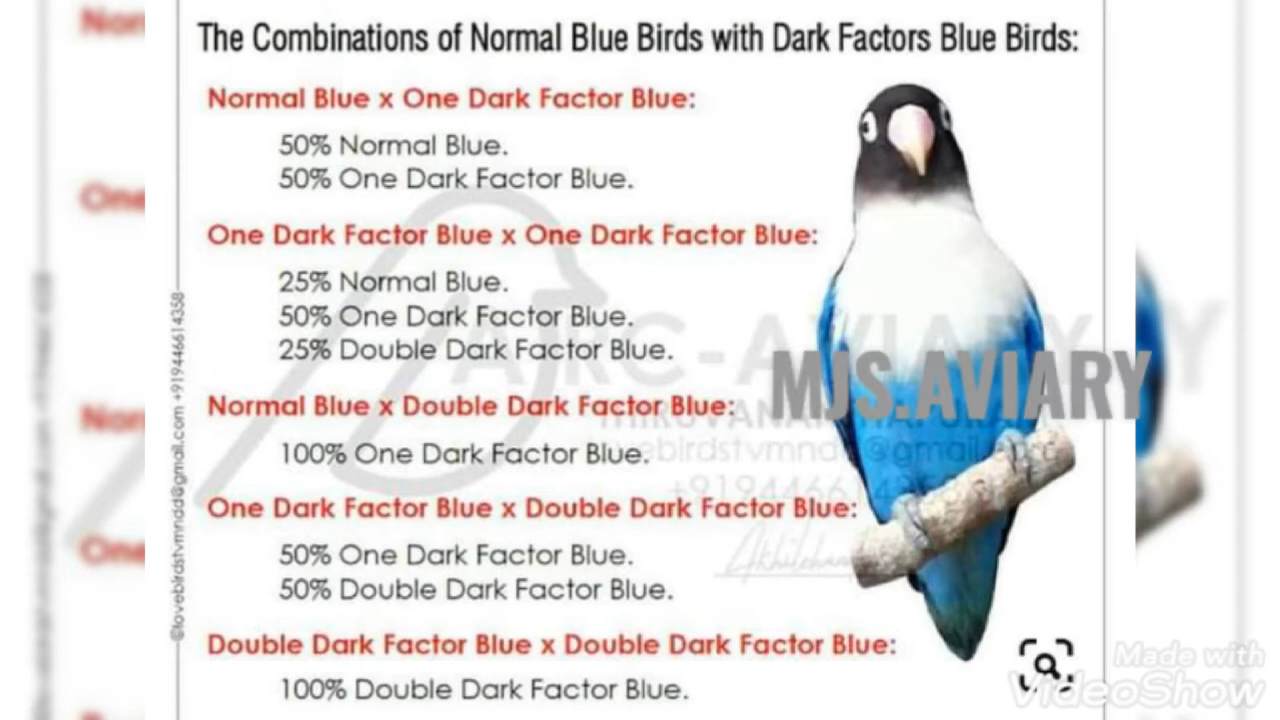 The Combinations of Normal Blue Birds with Dark Factors Blue Birds:
Normal Blue x One Dark Factor Blue:
50% Normal Blue.
50% One Dark Factor Blue.
One Dark Factor Blue x One Dark Factor Blue:
25% Normal Blue.
50% One Dark Factor Blue.
25% Double Dark Factor Blue.
Normal Blue x Double Dark Factor Blue:
100% One Dark Factor Blue.
One Dark Factor Blue x Double Dark Factor Blue:
50% One Dark Factor Blue.
50% Double Dark Factor Blue.
Double Dark Factor Blue x Double Dark Factor Blue:
100% Double Dark Factor Blue.
MJS.AVIARY
©lovebirdstvmndd@gmail.com +919446614358
Made with
VideoShow